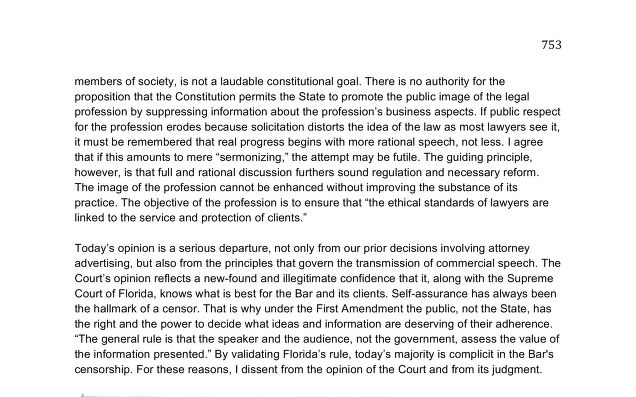 753
members of society, is not a laudable constitutional goal. There is no authority for the
proposition that the Constitution permits the State to promote the public image of the legal
profession by suppressing information about the profession's business aspects. If public respect
for the profession erodes because solicitation distorts the idea of the law as most lawyers see it,
it must be remembered that real progress begins with more rational speech, not less. I agree
that if this amounts to mere “sermonizing,” the attempt may be futile. The guiding principle,
however, is that full and rational discussion furthers sound regulation and necessary reform.
The image of the profession cannot be enhanced without improving the substance of its
practice. The objective of the profession is to ensure that “the ethical standards of lawyers are
linked to the service and protection of clients.”
Today's opinion is a serious departure, not only from our prior decisions involving attorney
advertising, but also from the principles that govern the transmission of commercial speech. The
Court's opinion reflects a new-found and illegitimate confidence that it, along with the Supreme
Court of Florida, knows what is best for the Bar and its clients. Self-assurance has always been
the hallmark of a censor. That is why under the First Amendment the public, not the State, has
the right and the power to decide what ideas and information are deserving of their adherence.
“The general rule is that the speaker and the audience, not the government, assess the value of
the information presented.” By validating Florida's rule, today's majority is complicit in the Bar's
censorship. For these reasons, I dissent from the opinion of the Court and from its judgment.